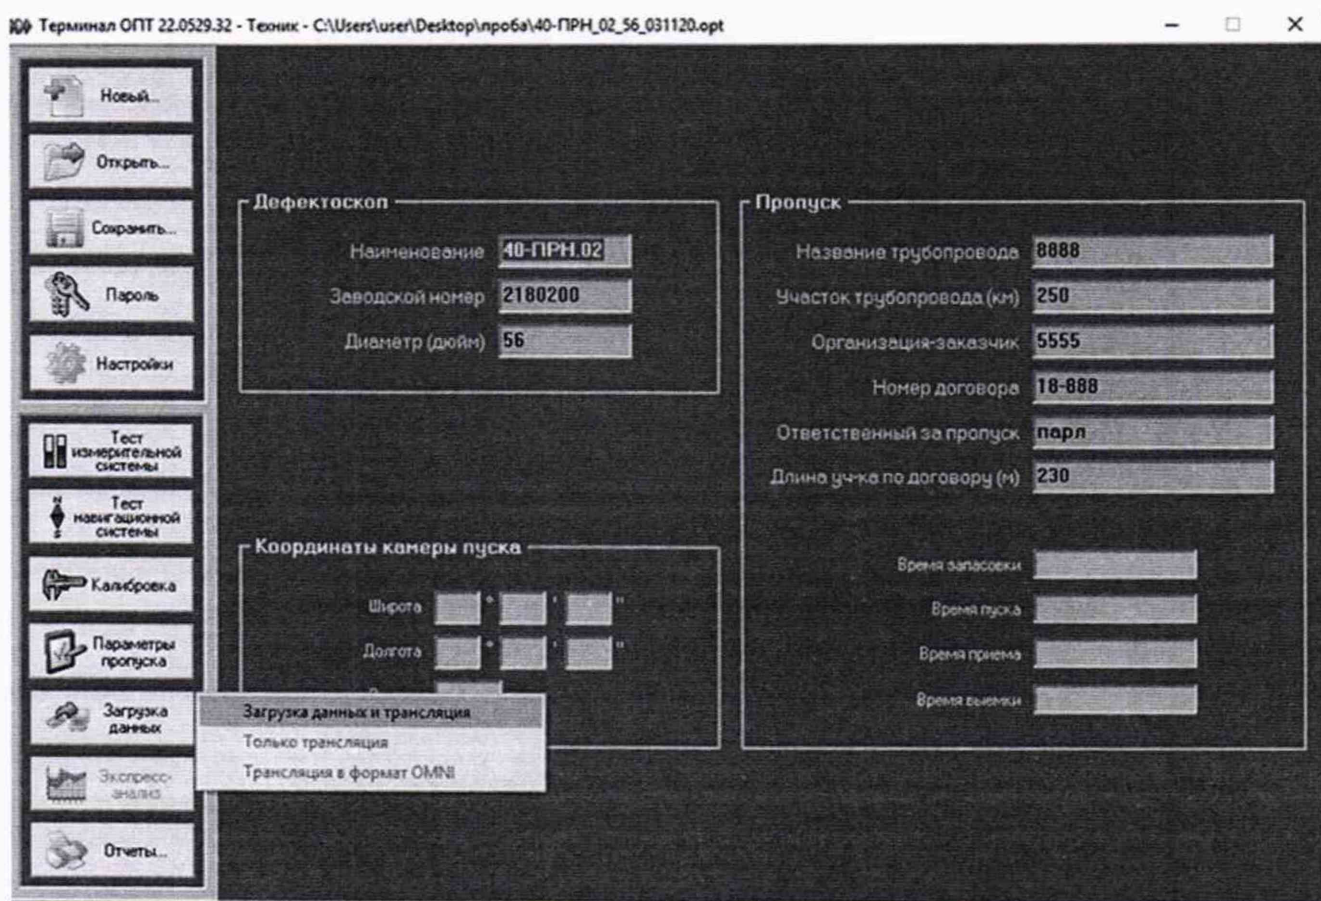 Терминал ОПТ 22.0529.32 - Техник - C:\Users\user\Desktop\проба\40-ПРН_02_56_031120.opt
Новый...
Открыть...
Сохранить...
Пароль
Настройки
Тест
измерительной
системы
Тест
навигационной
системы
Калибровка
Параметры
пропуска
Загрузка
данных
Экспресс-
анализ
Отчеты...
Дефектоскоп
Наименование 40-ПРН.02
Заводской номер 2180200
Диаметр (дюйм) 56
Координаты камеры пуска
Широта ° ' "
Долгота ° ' "
Загрузка данных и трансляция
Только трансляция
Трансляция в формат OMNI
Пропуск
Название трубопровода 8888
Участок трубопровода (км) 250
Организация-заказчик 5555
Номер договора 18-888
Ответственный за пропуск парл
Длина уч-ка по договору (м) 230
Время запасовки
Время пуска
Время приема
Время выемки